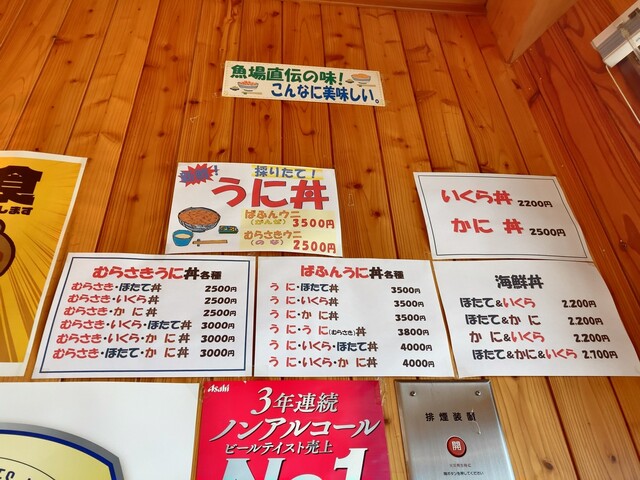 魚場直伝の味!
こんなに美味しい。
採りたて!
うに丼
ばふんウニ 3500円
(がんぜ)
むらさきウニ 2500円
(のな)
いくら丼 2200円
かに丼 2500円
食
します
むらさきうに丼各種
むらさき・ほたて丼 2500円
むらさき・いくら丼 2500円
むらさき・かに丼 2500円
むらさき・いくら・ほたて丼 3000円
むらさき・いくら・かに丼 3000円
むらさき・ほたて・かに丼 3000円
ばふんうに丼各種
うに・ほたて丼 3500円
うに・いくら丼 3500円
うに・かに丼 3500円
うに・うに(むらさき)丼 3800円
うに・いくら・ほたて丼 4000円
うに・いくら・かに丼 4000円
海鮮丼
ほたて&いくら 2.200円
ほたて&かに 2.200円
かに&いくら 2.200円
ほたて&かに&いくら 2.700円
Asahi
3年連続
ノンアルコール
ビールテイスト売上
No1
排煙装置
開